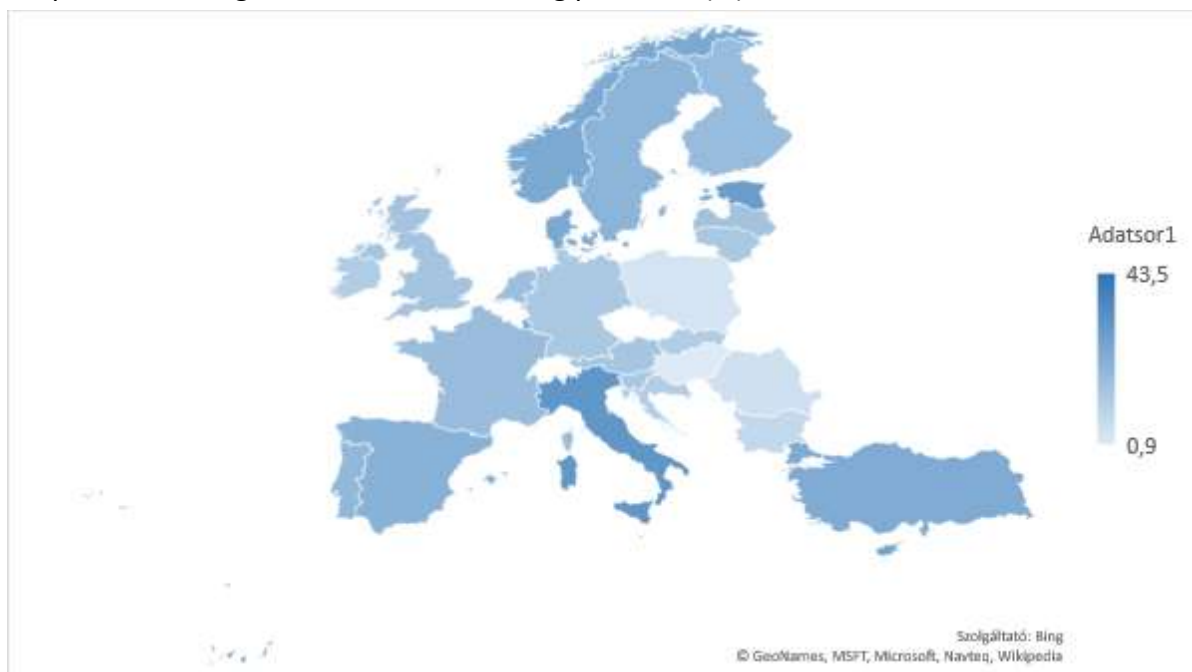 Adatsor1
43,5
0,9
Szolgáltató: Bing
© GeoNames, MSFT, Microsoft, Navteq, Wikipedia